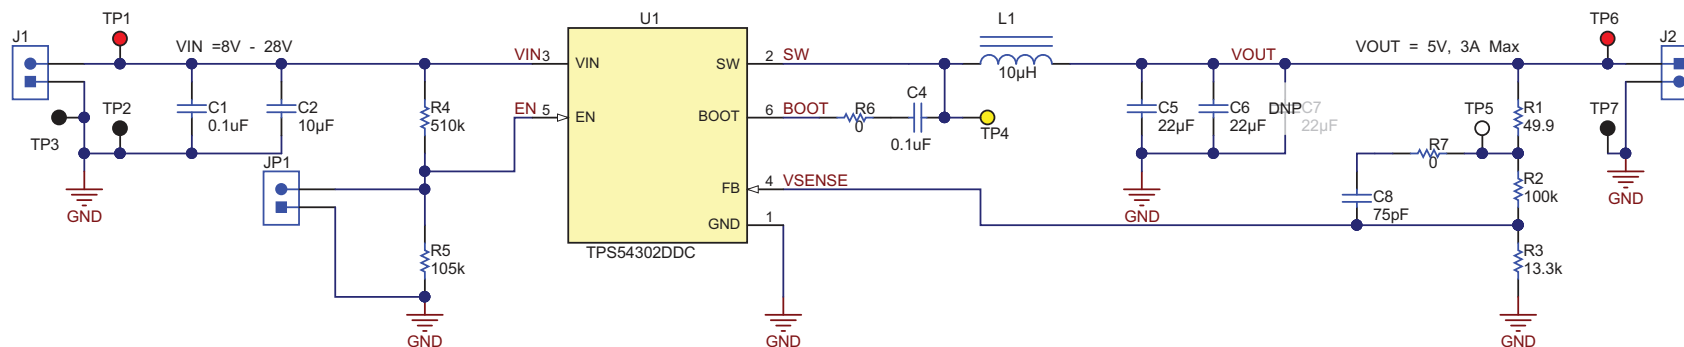 J1
TP1
VIN =8V - 28V
TP3
TP2
GND
C1
0.1uF
C2
10µF
JP1
R4
510k
R5
105k
GND
VIN 3
EN 5
U1
VIN
EN
SW
BOOT
FB
GND
TPS54302DDC
2 SW
6 BOOT
4 VSENSE
1
GND
R6
0
C4
0.1uF
TP4
L1
10µH
VOUT
C5
22µF
C6
22µF
DNP
C7
22µF
GND
VOUT = 5V, 3A Max
TP5
R7
0
C8
75pF
R1
49.9
R2
100k
R3
13.3k
GND
TP6
TP7
J2
GND